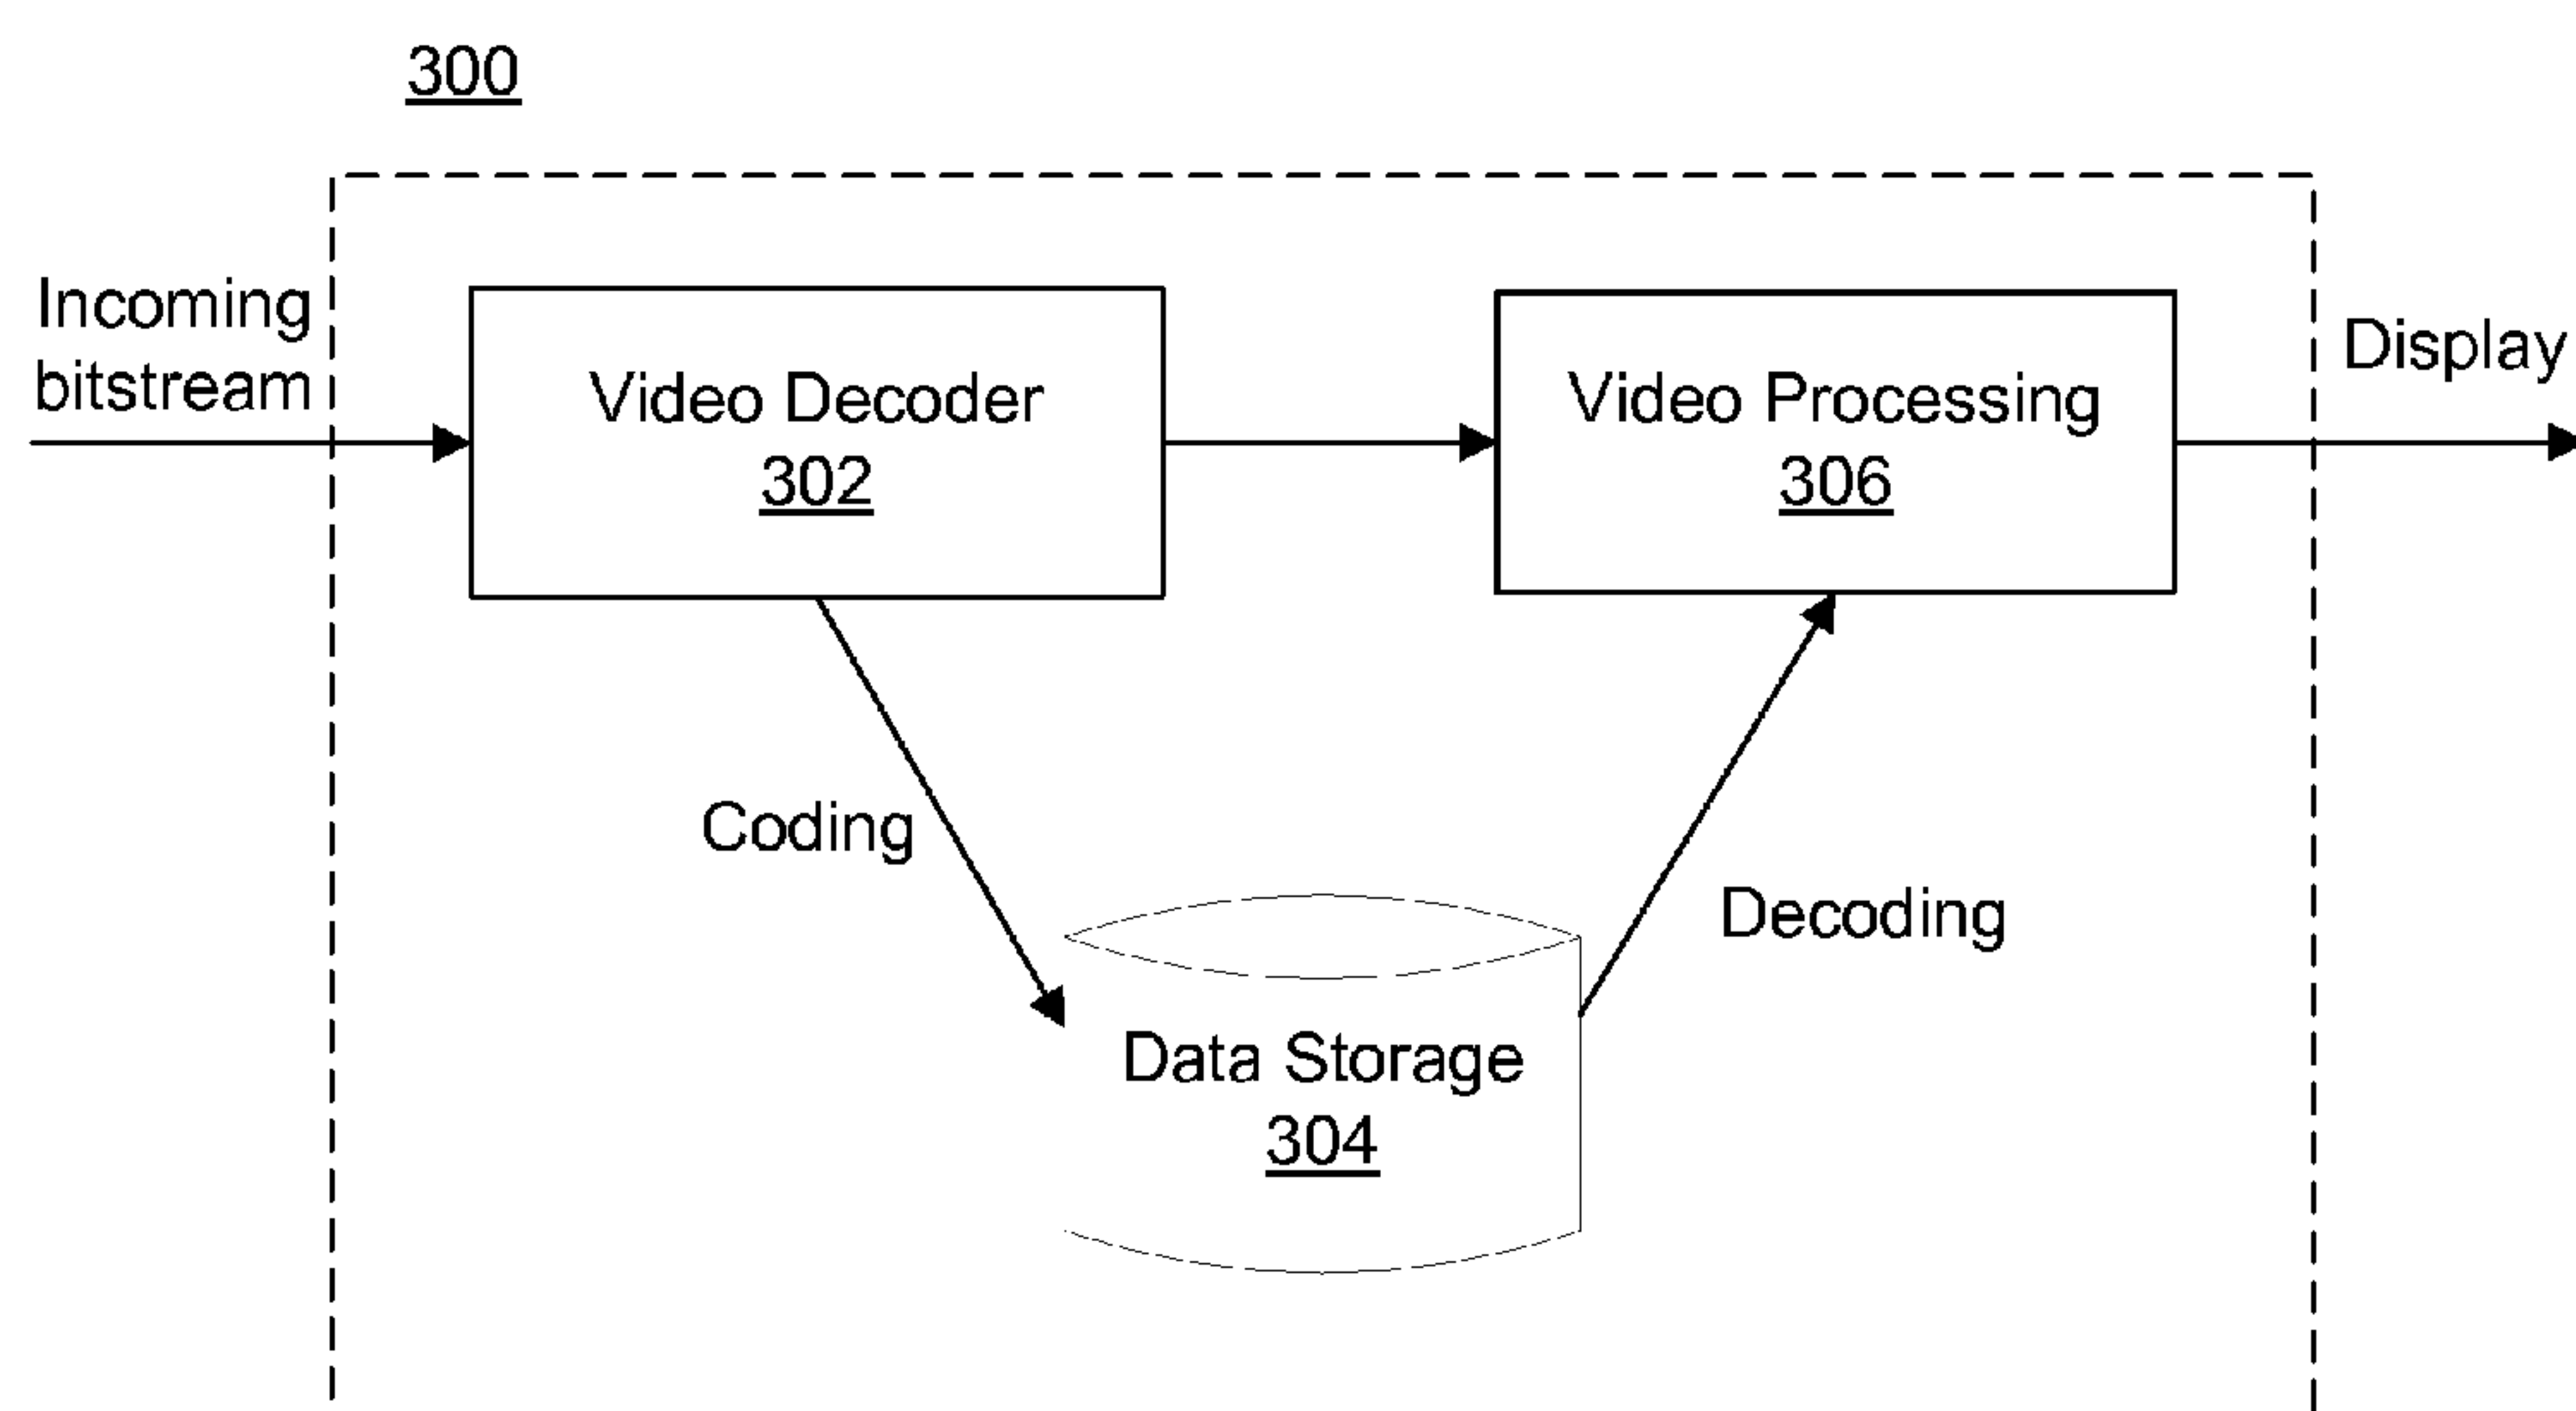 300
Incoming
bitstream
Video Decoder
302
Video Processing
306
Display
Coding
Decoding
Data Storage
304